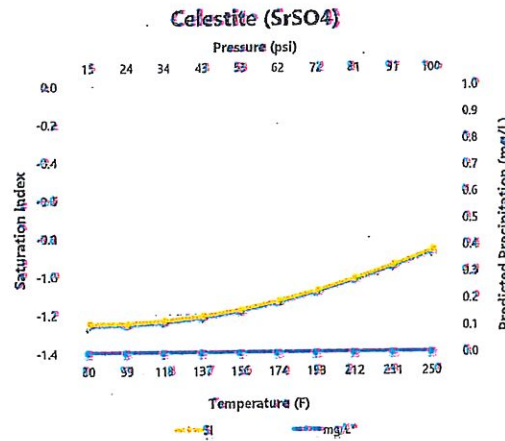 Celestite (SrSO4)
Pressure (psi)
15 24 34 43 53 62 72 81 91 100
0.0
-0.2
-0.4
-0.6
-0.8
-1.0
-1.2
-1.4
Saturation Index
1.0
0.9
0.8
0.7
0.6
0.5
0.4
0.3
0.2
0.1
0.0
Predicted Precipitation (mg/L)
80 99 118 137 156 174 193 212 231 250
Temperature (F)
SI mg/L*